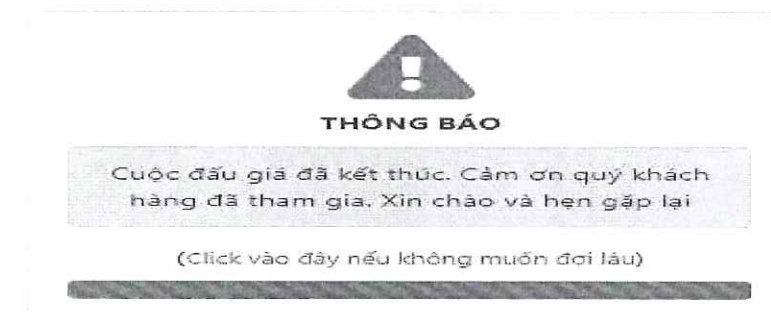 THÔNG BÁO
Cuộc đấu giá đã kết thúc. Cảm ơn quý khách
hàng đã tham gia. Xin chào và hẹn gặp lại
(Click vào đây nếu không muốn đợi lâu)